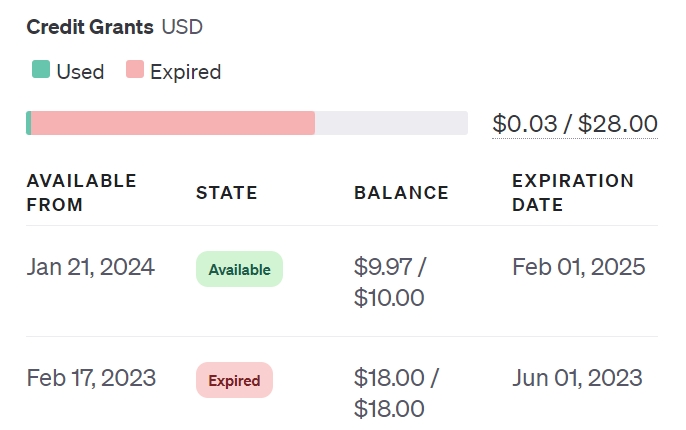 Credit Grants USD
Used Expired
$0.03 / $28.00
AVAILABLE FROM STATE BALANCE EXPIRATION DATE
Jan 21, 2024 Available $9.97 / $10.00 Feb 01, 2025
Feb 17, 2023 Expired $18.00 / $18.00 Jun 01, 2023